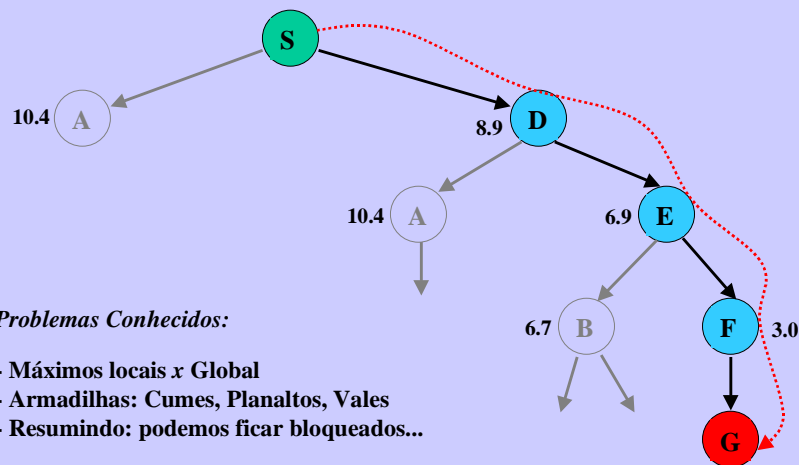 S
10.4 A
8.9 D
10.4 A
6.9 E
6.7 B
F 3.0
Problemas Conhecidos:
- Máximos locais x Global
- Armadilhas: Cumes, Planaltos, Vales
- Resumindo: podemos ficar bloqueados...
G